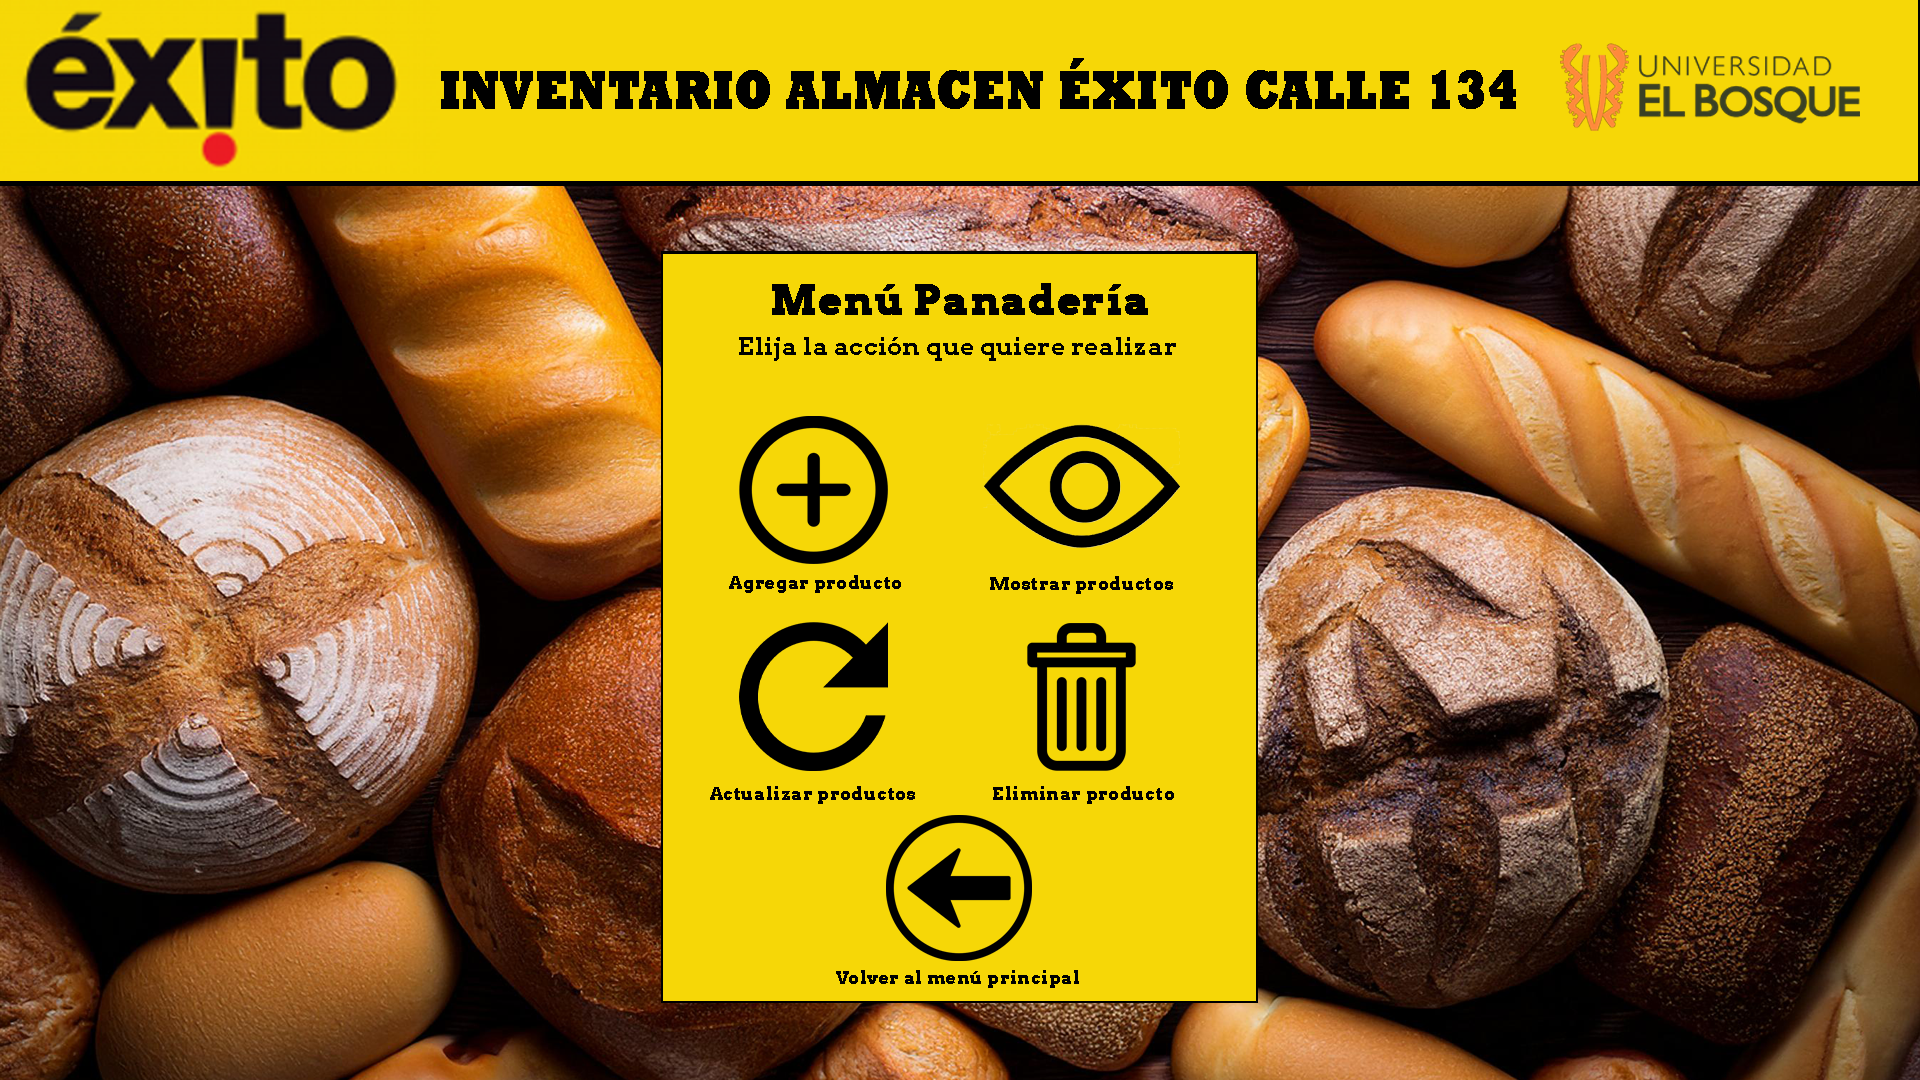 éxito
INVENTARIO ALMACEN ÉXITO CALLE 134
UNIVERSIDAD
EL BOSQUE
Menú Panadería
Elija la acción que quiere realizar
Agregar producto
Mostrar productos
Actualizar productos
Eliminar producto
Volver al menú principal